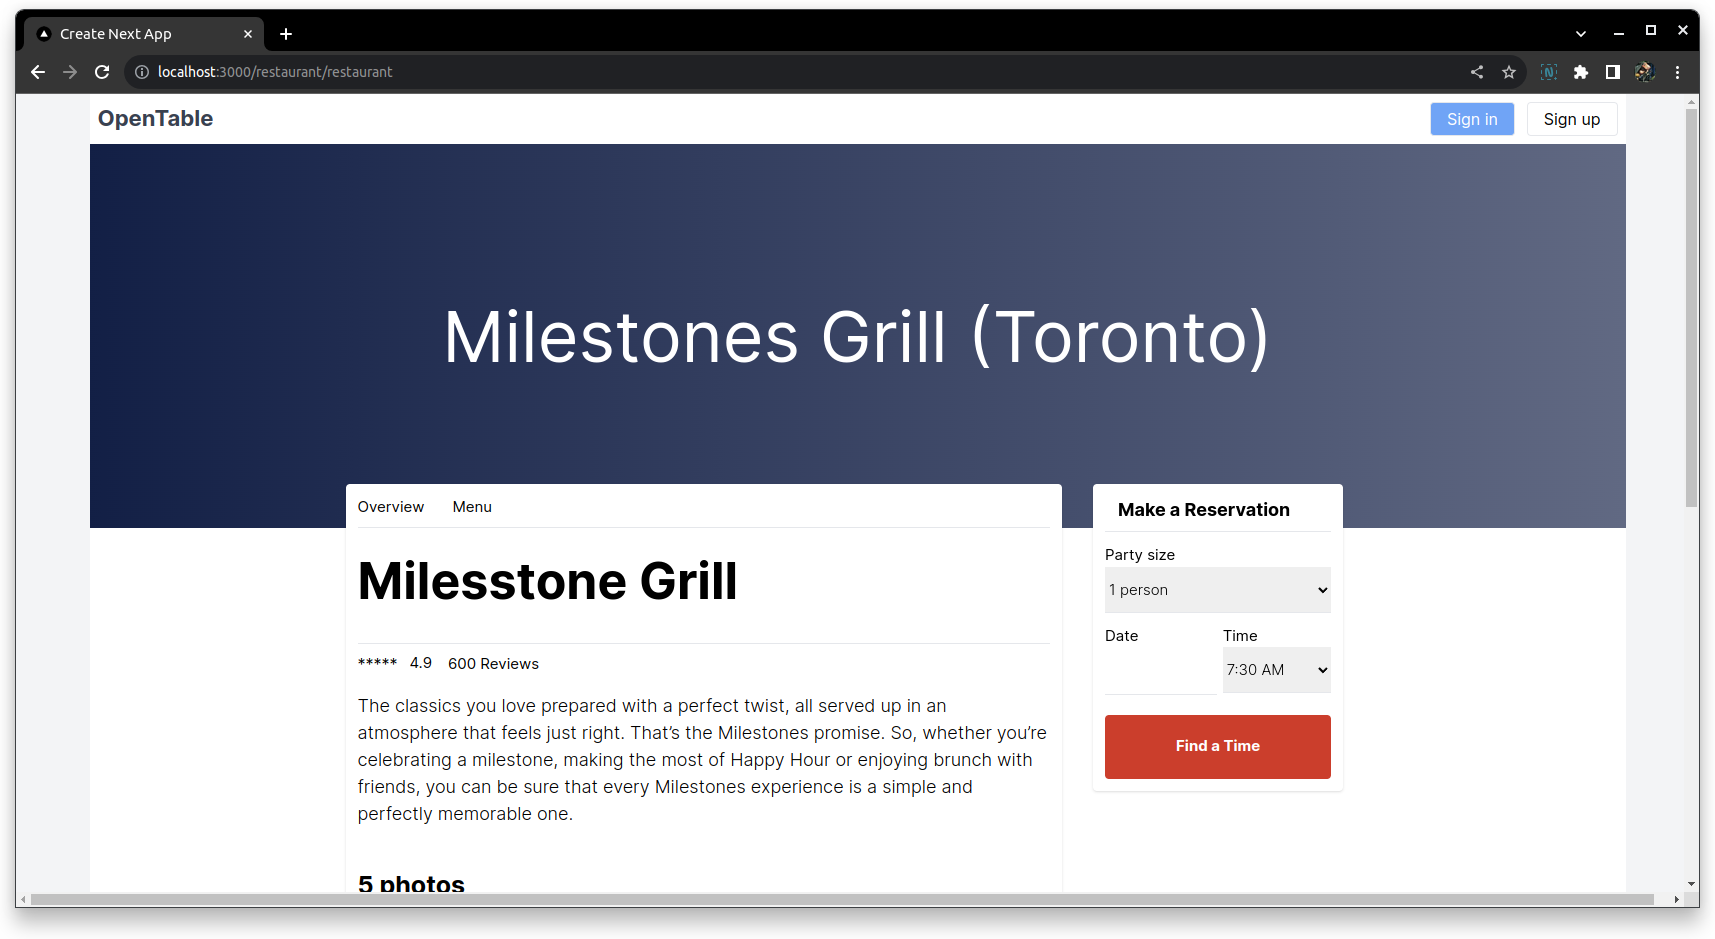 Create Next App
localhost:3000/restaurant/restaurant
OpenTable
Sign in
Sign up
Milestones Grill (Toronto)
Overview Menu
Milesstone Grill
***** 4.9 600 Reviews
The classics you love prepared with a perfect twist, all served up in an
atmosphere that feels just right. That’s the Milestones promise. So, whether you’re
celebrating a milestone, making the most of Happy Hour or enjoying brunch with
friends, you can be sure that every Milestones experience is a simple and
perfectly memorable one.
5 photos
Make a Reservation
Party size
1 person
Date Time
7:30 AM
Find a Time